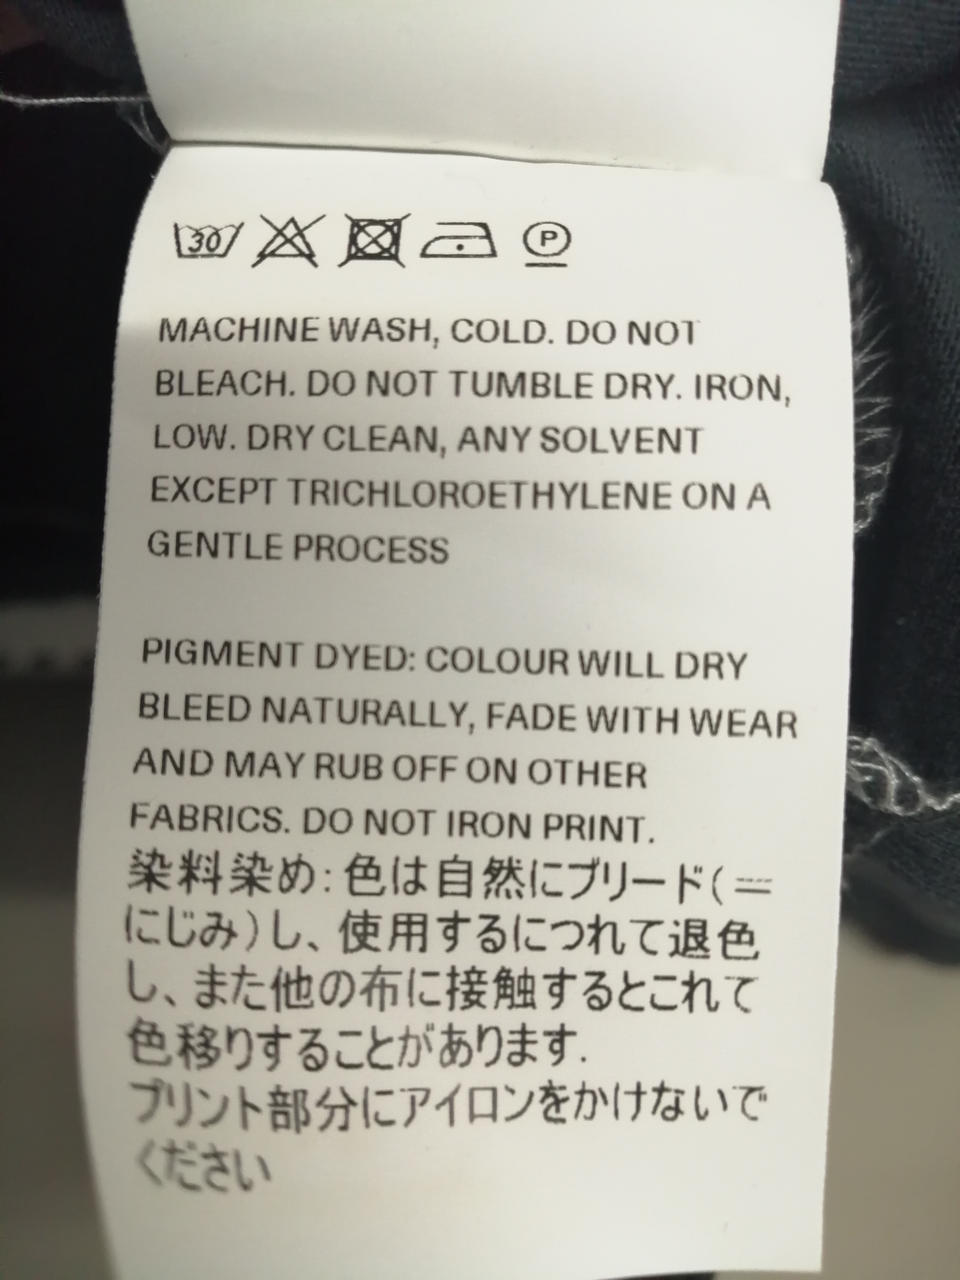 30 P
MACHINE WASH, COLD. DO NOT
BLEACH. DO NOT TUMBLE DRY. IRON,
LOW. DRY CLEAN, ANY SOLVENT
EXCEPT TRICHLOROETHYLENE ON A
GENTLE PROCESS
PIGMENT DYED: COLOUR WILL DRY
BLEED NATURALLY, FADE WITH WEAR
AND MAY RUB OFF ON OTHER
FABRICS. DO NOT IRON PRINT.
染料染め:色は自然にブリード(=
にじみ)し、使用するにつれて退色
し、また他の布に接触するとこれて
色移りすることがあります.
プリント部分にアイロンをかけないで
ください